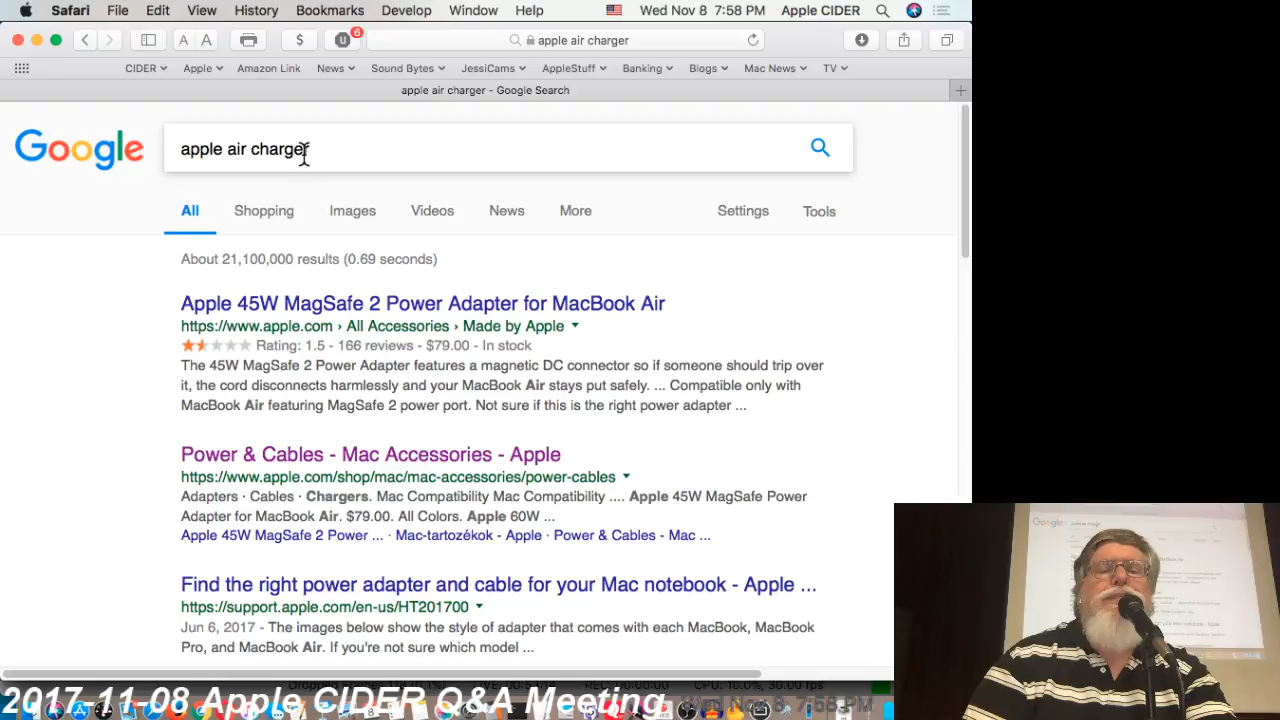 Safari File Edit View History Bookmarks Develop Window Help Wed Nov 8 7:58 PM Apple CIDER
A A $ 6 apple air charger
CIDER Apple Amazon Link News Sound Bytes JessiCams AppleStuff Banking Blogs Mac News TV
apple air charger - Google Search
Google apple air charger
All Shopping Images Videos News More Settings Tools
About 21,100,000 results (0.69 seconds)
Apple 45W MagSafe 2 Power Adapter for MacBook Air
https://www.apple.com › All Accessories › Made by Apple
Rating: 1.5 - 166 reviews - $79.00 - In stock
The 45W MagSafe 2 Power Adapter features a magnetic DC connector so if someone should trip over
it, the cord disconnects harmlessly and your MacBook Air stays put safely. ... Compatible only with
MacBook Air featuring MagSafe 2 power port. Not sure if this is the right power adapter ...
Power & Cables - Mac Accessories - Apple
https://www.apple.com/shop/mac/mac-accessories/power-cables
Adapters · Cables · Chargers. Mac Compatibility Mac Compatibility .... Apple 45W MagSafe Power
Adapter for MacBook Air. $79.00. All Colors. Apple 60W ...
Apple 45W MagSafe 2 Power ... · Mac-tartozékok - Apple · Power & Cables - Mac ...
Find the right power adapter and cable for your Mac notebook - Apple ...
https://support.apple.com/en-us/HT201700
Jun 6, 2017 - The images below show the style of adapter that comes with each MacBook, MacBook
Pro, and MacBook Air. If you're not sure which model ...
Google
2017-11-08 Apple CIDER Q&A Meeting. Wed Nov 8, 7:58 PM